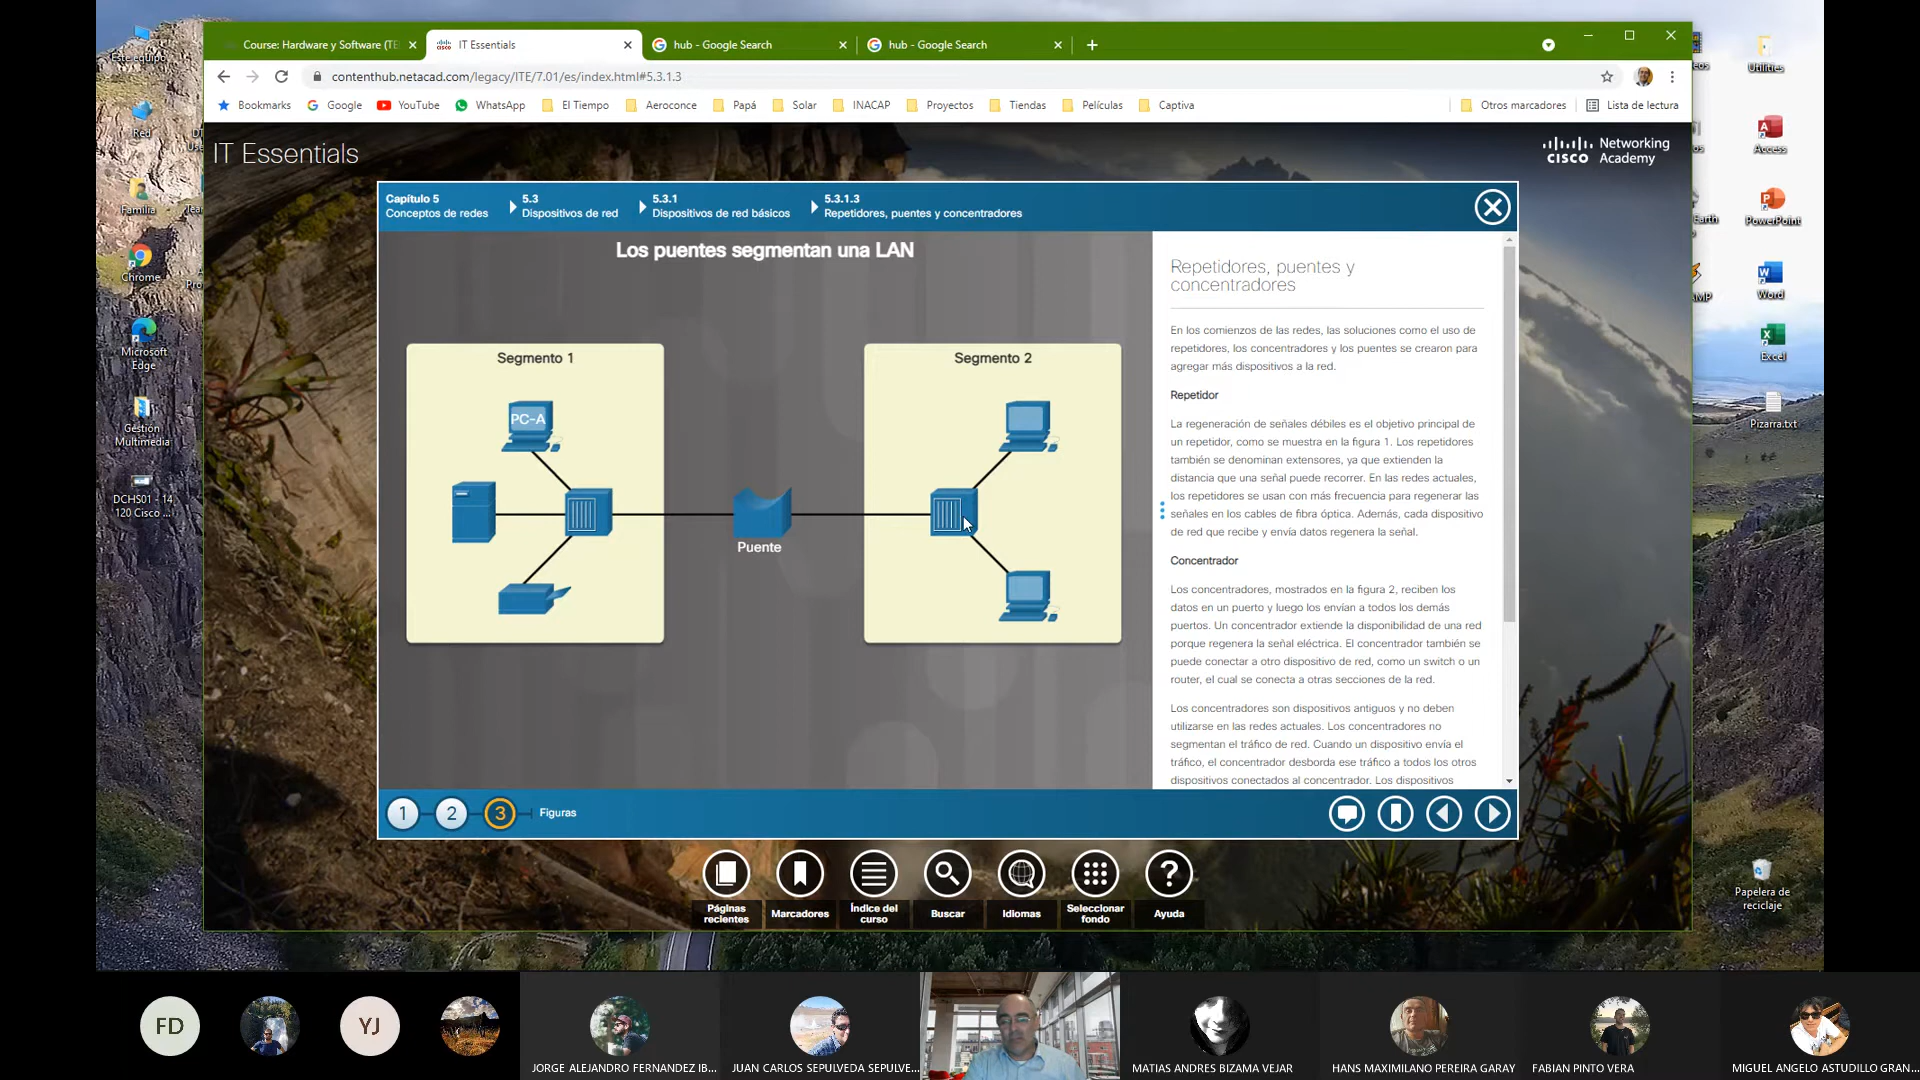 Course: Hardware y Software (TE
IT Essentials
hub - Google Search
hub - Google Search
contenthub.netacad.com/legacy/ITE/7.01/es/index.html#5.3.1.3
Bookmarks
Google
YouTube
WhatsApp
El Tiempo
Aeroconce
Papá
Solar
INACAP
Proyectos
Tiendas
Películas
Captiva
Otros marcadores
Lista de lectura
IT Essentials
cisco
Networking
Academy
Capítulo 5
Conceptos de redes
5.3
Dispositivos de red
5.3.1
Dispositivos de red básicos
5.3.1.3
Repetidores, puentes y concentradores
Los puentes segmentan una LAN
Segmento 1
PC-A
Puente
Segmento 2
Repetidores, puentes y
concentradores
En los comienzos de las redes, las soluciones como el uso de
repetidores, los concentradores y los puentes se crearon para
agregar más dispositivos a la red.
Repetidor
La regeneración de señales débiles es el objetivo principal de
un repetidor, como se muestra en la figura 1. Los repetidores
también se denominan extensores, ya que extienden la
distancia que una señal puede recorrer. En las redes actuales,
los repetidores se usan con más frecuencia para regenerar las
señales en los cables de fibra óptica. Además, cada dispositivo
de red que recibe y envía datos regenera la señal.
Concentrador
Los concentradores, mostrados en la figura 2, reciben los
datos en un puerto y luego los envían a todos los demás
puertos. Un concentrador extiende la disponibilidad de una red
porque regenera la señal eléctrica. El concentrador también se
puede conectar a otro dispositivo de red, como un switch o un
router, el cual se conecta a otras secciones de la red.
Los concentradores son dispositivos antiguos y no deben
utilizarse en las redes actuales. Los concentradores no
segmentan el tráfico de red. Cuando un dispositivo envía el
tráfico, el concentrador desborda ese tráfico a todos los otros
dispositivos conectados al concentrador. Los dispositivos
1
2
3
Figuras
Páginas
recientes
Marcadores
Índice del
curso
Buscar
Idiomas
Seleccionar
fondo
Ayuda
Este equipo
Red
Familia
Chrome
Microsoft
Edge
Gestión
Multimedia
DCHS01 - 14
120 Cisco ...
Utilities
Access
PowerPoint
Word
Excel
Pizarra.txt
Papelera de
reciclaje
FD
YJ
JORGE ALEJANDRO FERNANDEZ IB...
JUAN CARLOS SEPULVEDA SEPULVE...
MATIAS ANDRES BIZAMA VEJAR
HANS MAXIMILANO PEREIRA GARAY
FABIAN PINTO VERA
MIGUEL ANGELO ASTUDILLO GRAN...